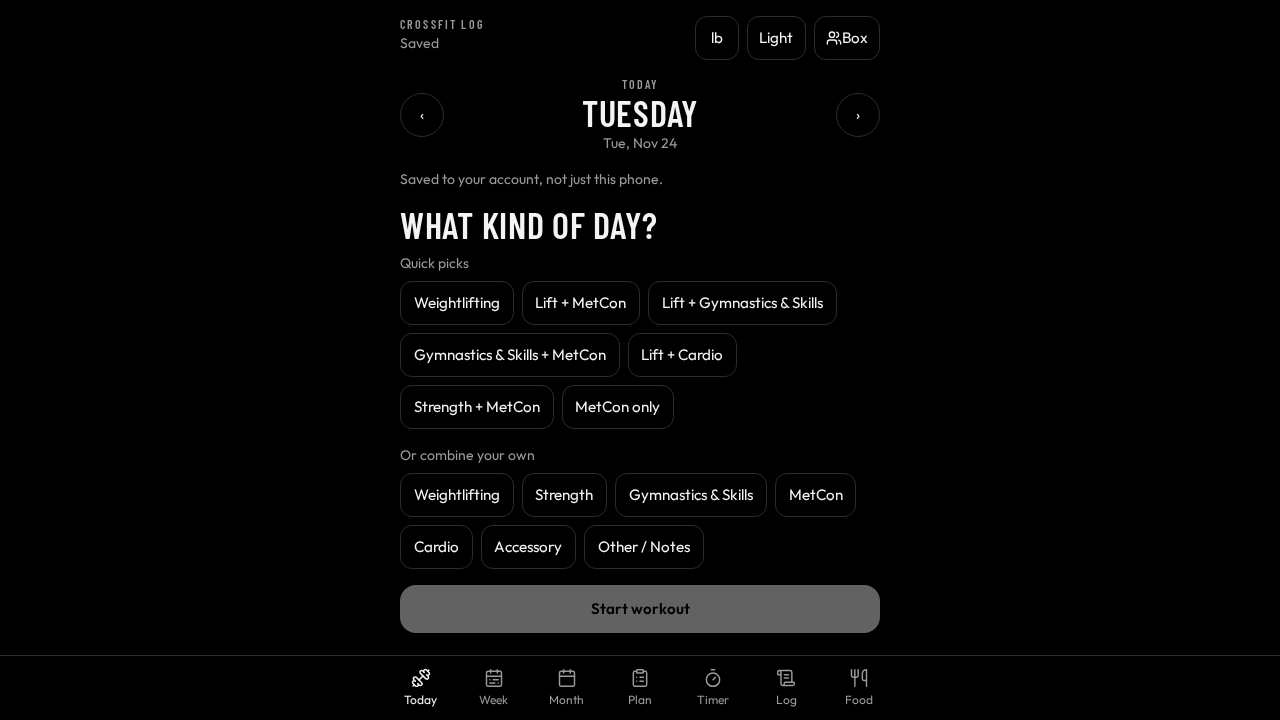 CROSSFIT LOG
Saved
lb
Light
Box
TODAY
‹
TUESDAY
›
Tue, Nov 24
Saved to your account, not just this phone.
WHAT KIND OF DAY?
Quick picks
Weightlifting
Lift + MetCon
Lift + Gymnastics & Skills
Gymnastics & Skills + MetCon
Lift + Cardio
Strength + MetCon
MetCon only
Or combine your own
Weightlifting
Strength
Gymnastics & Skills
MetCon
Cardio
Accessory
Other / Notes
Start workout
Today
Week
Month
Plan
Timer
Log
Food